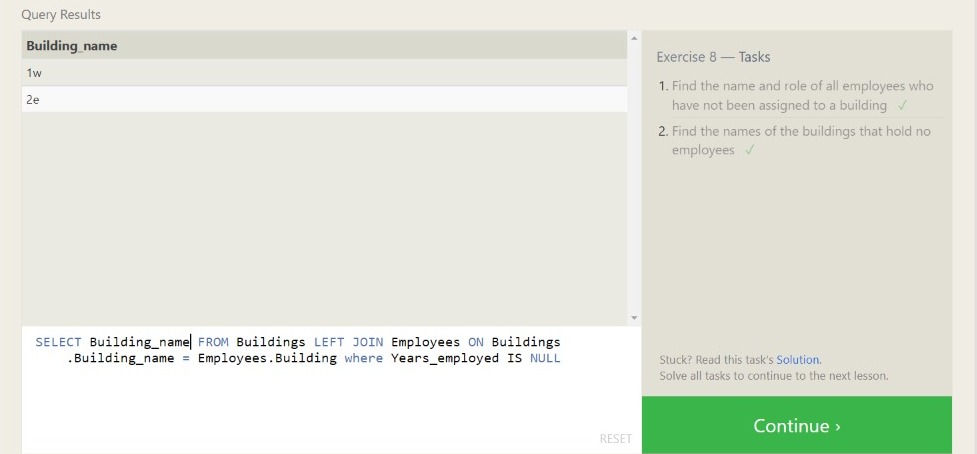 Query Results
Building_name
1w
2e
Exercise 8 — Tasks
1. Find the name and role of all employees who
have not been assigned to a building ✓
2. Find the names of the buildings that hold no
employees ✓
SELECT Building_name FROM Buildings LEFT JOIN Employees ON Buildings
.Building_name = Employees.Building where Years_employed IS NULL
RESET
Stuck? Read this task's Solution.
Solve all tasks to continue to the next lesson.
Continue ›